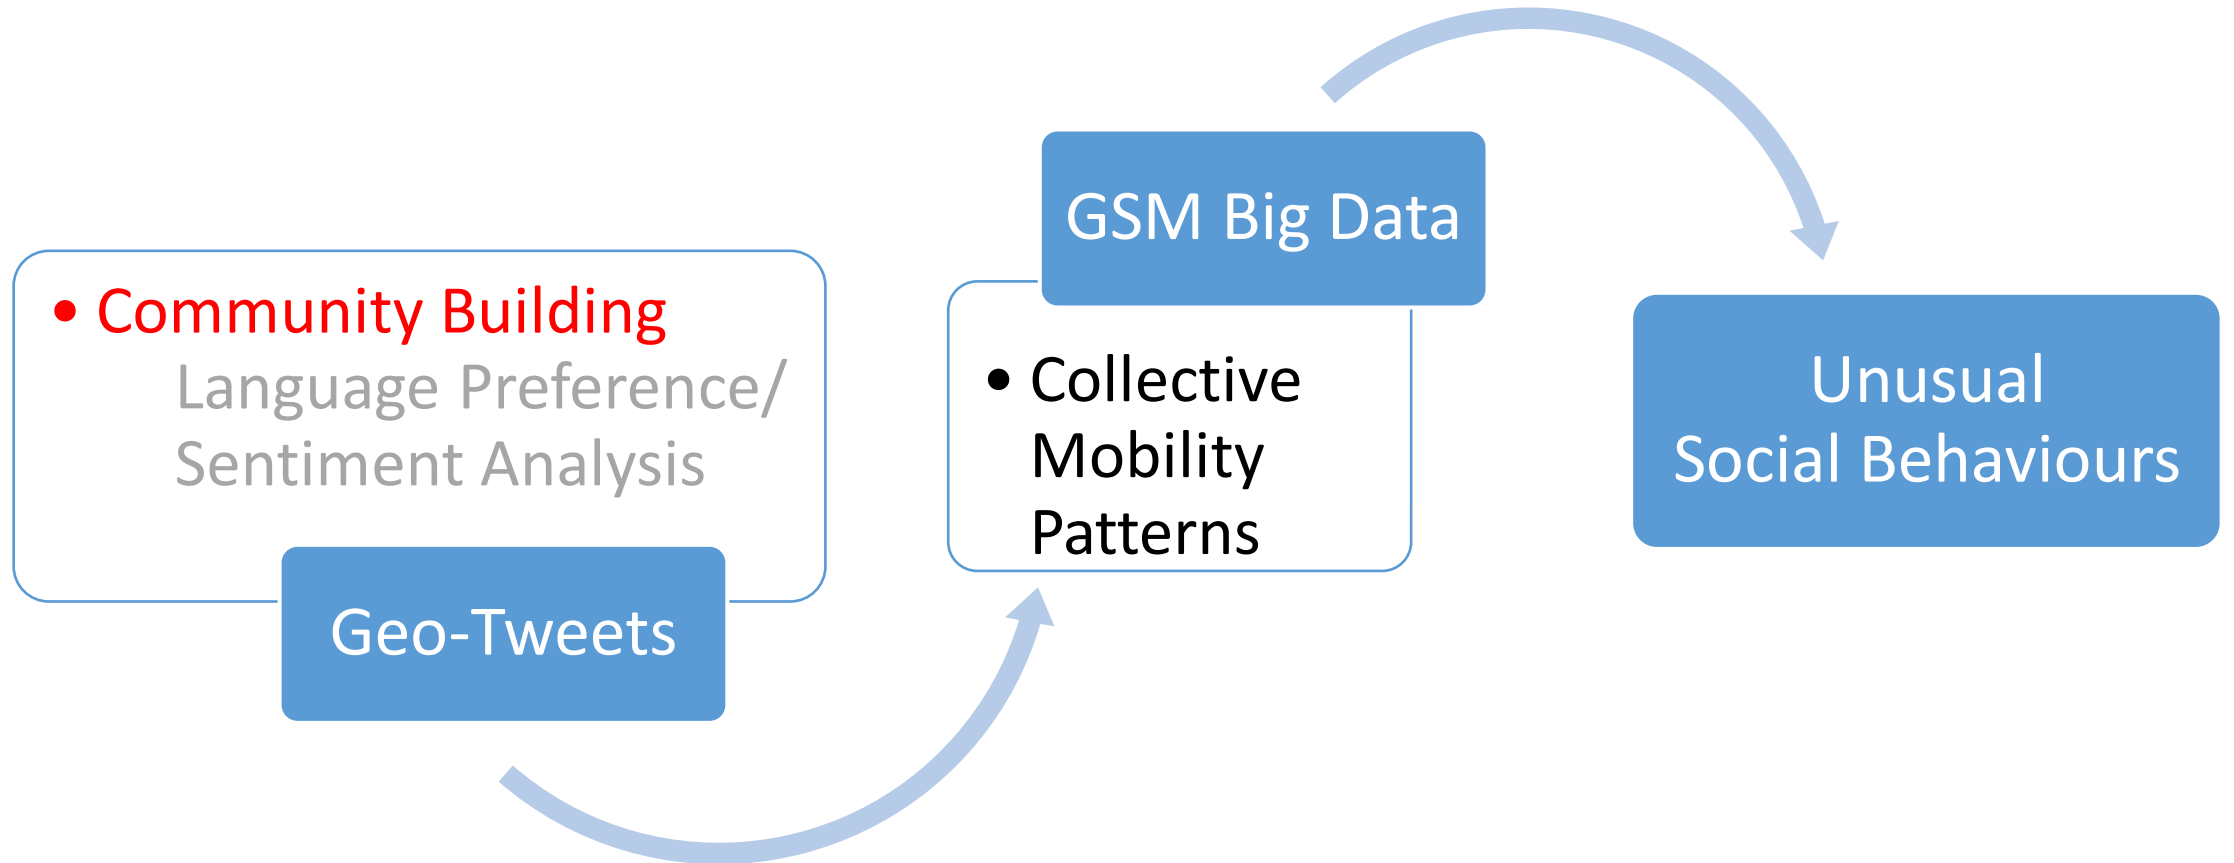 • Community Building
Language Preference/
Sentiment Analysis
Geo-Tweets
GSM Big Data
• Collective
Mobility
Patterns
Unusual
Social Behaviours